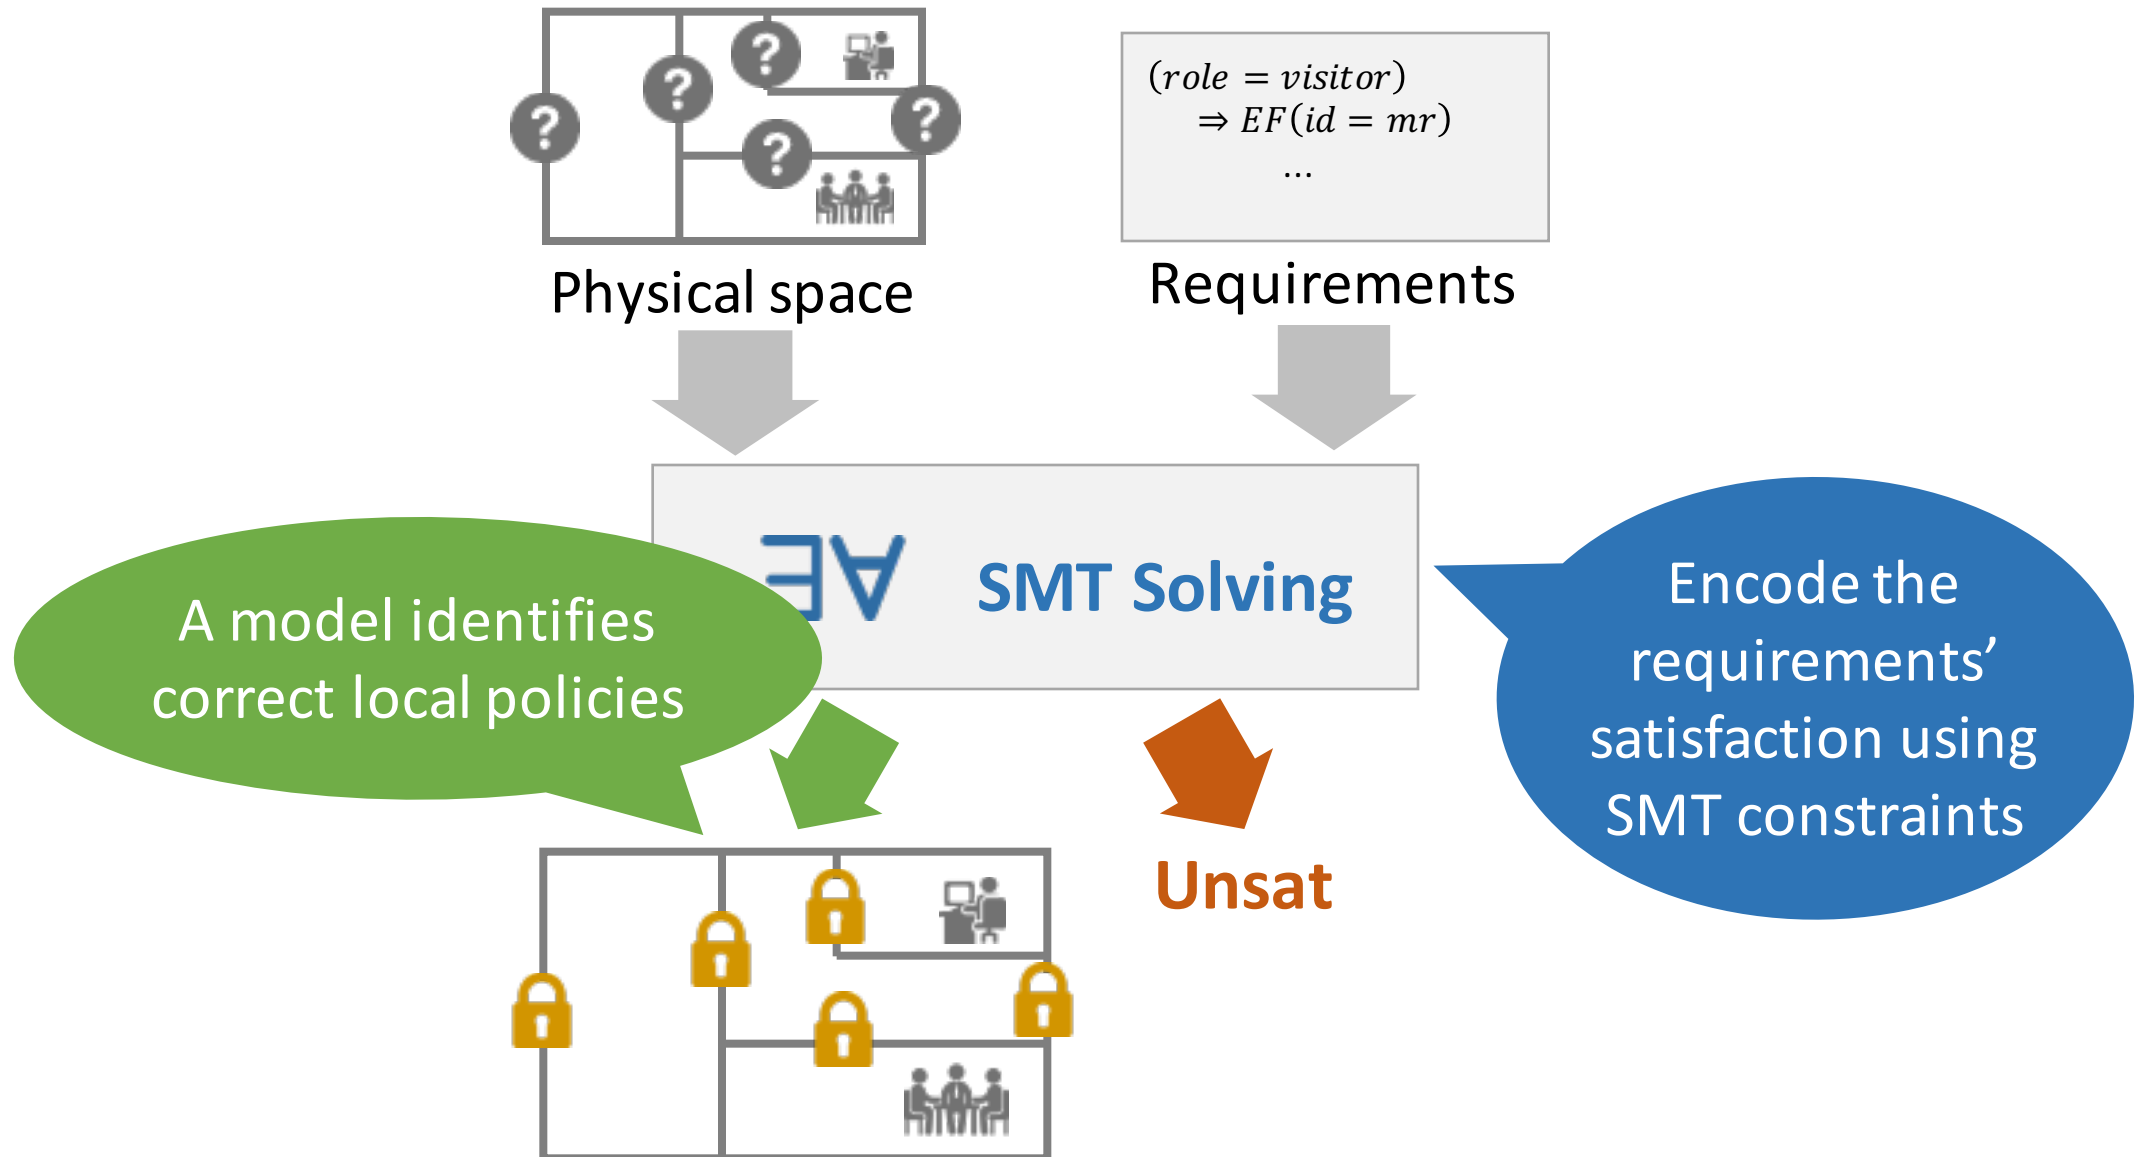 (role = visitor)
⇒ EF(id = mr)
...
Physical space
Requirements
∃∀ SMT Solving
A model identifies
correct local policies
Encode the
requirements’
satisfaction using
SMT constraints
Unsat